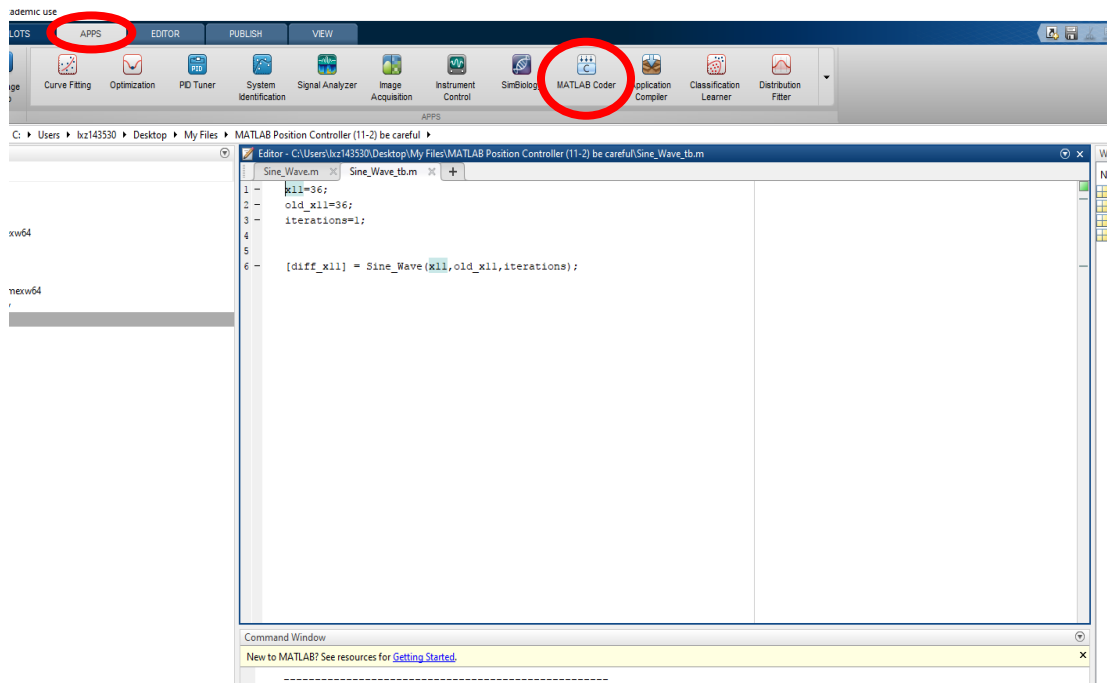 ademic use
LOTS APPS EDITOR PUBLISH VIEW
Curve Fitting Optimization PID Tuner System Identification Signal Analyzer Image Acquisition Instrument Control SimBiology MATLAB Coder Application Compiler Classification Learner Distribution Fitter
APPS
C: Users lxz143530 Desktop My Files MATLAB Position Controller (11-2) be careful
Editor - C:\Users\lxz143530\Desktop\My Files\MATLAB Position Controller (11-2) be careful\Sine_Wave_tb.m
Sine_Wave.m Sine_Wave_tb.m
1 - x11=36;
2 - old_x11=36;
3 - iterations=1;
4
5
6 - [diff_x11] = Sine_Wave(x11,old_x11,iterations);
xw64
mexw64
Command Window
New to MATLAB? See resources for Getting Started.